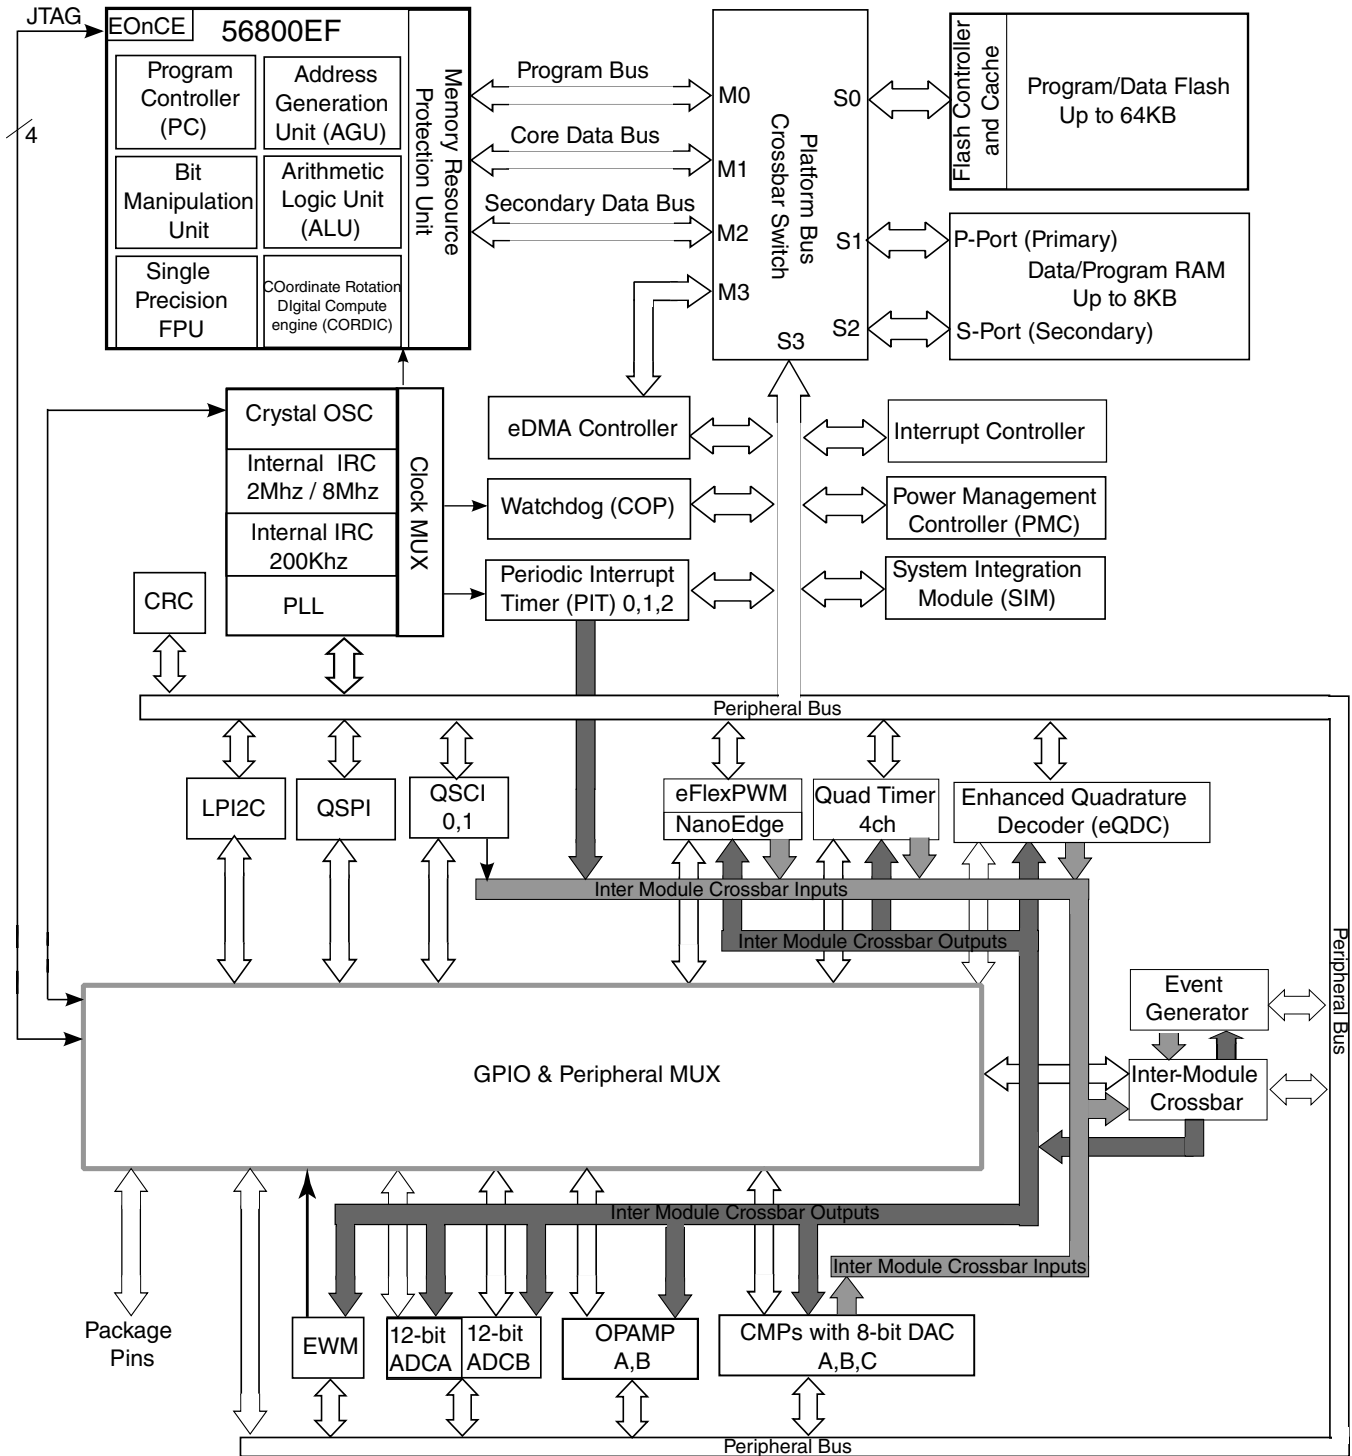 JTAG
4
EOnCE
56800EF
Program
Controller
(PC)
Address
Generation
Unit (AGU)
Bit
Manipulation
Unit
Arithmetic
Logic Unit
(ALU)
Single
Precision
FPU
COordinate Rotation
DIgital Compute
engine (CORDIC)
Memory Resource
Protection Unit
Program Bus
Core Data Bus
Secondary Data Bus
M0
M1
M2
M3
Platform Bus
Crossbar Switch
S0
S1
S2
S3
Flash Controller
and Cache
Program/Data Flash
Up to 64KB
P-Port (Primary)
Data/Program RAM
Up to 8KB
S-Port (Secondary)
Crystal OSC
Internal IRC
2Mhz / 8Mhz
Internal IRC
200Khz
PLL
Clock MUX
eDMA Controller
Watchdog (COP)
Periodic Interrupt
Timer (PIT) 0,1,2
Interrupt Controller
Power Management
Controller (PMC)
System Integration
Module (SIM)
CRC
Peripheral Bus
LPI2C
QSPI
QSCI
0,1
eFlexPWM
NanoEdge
Quad Timer
4ch
Enhanced Quadrature
Decoder (eQDC)
Inter Module Crossbar Inputs
Inter Module Crossbar Outputs
Peripheral Bus
Event
Generator
GPIO & Peripheral MUX
Inter-Module
Crossbar
Inter Module Crossbar Outputs
Inter Module Crossbar Inputs
Package
Pins
EWM
12-bit
ADCA
12-bit
ADCB
OPAMP
A,B
CMPs with 8-bit DAC
A,B,C
Peripheral Bus